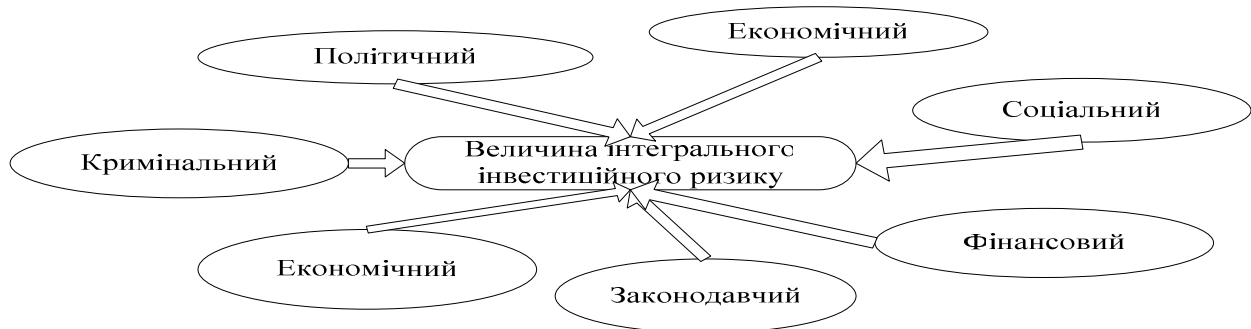 Економічний
Політичний
Соціальний
Кримінальний
Величина інтегрального
інвестиційного ризику
Фінансовий
Економічний
Законодавчий